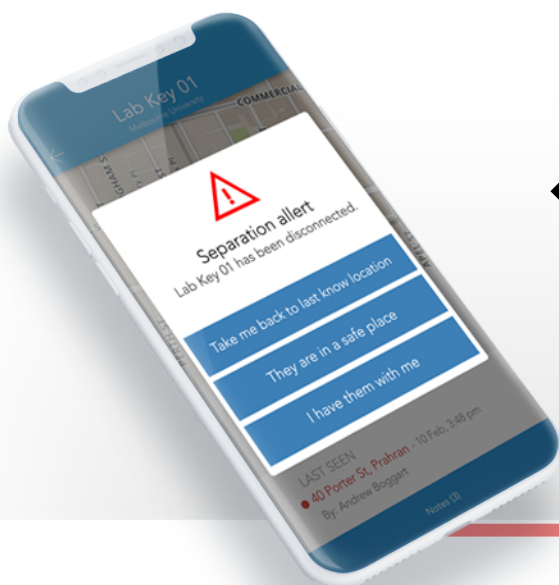 Lab Key 01
Melbourne University
COMMERCIAL
Separation allert
Lab Key 01 has been disconnected.
Take me back to last know location
They are in a safe place
I have them with me
LAST SEEN
40 Porter St, Prahran - 10 Feb, 3:48 pm
By: Andrew Boggart
Notes (3)